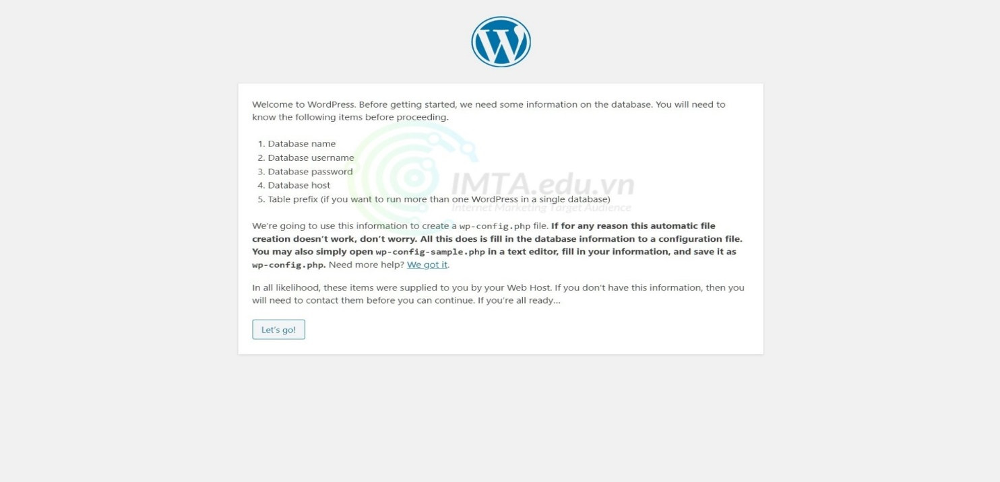 Welcome to WordPress. Before getting started, we need some information on the database. You will need to
know the following items before proceeding.
1. Database name
2. Database username
3. Database password
4. Database host
5. Table prefix (if you want to run more than one WordPress in a single database)
IMTA.edu.vn
Internet Marketing Target Audience
We're going to use this information to create a wp-config.php file. If for any reason this automatic file
creation doesn't work, don't worry. All this does is fill in the database information to a configuration file.
You may also simply open wp-config-sample.php in a text editor, fill in your information, and save it as
wp-config.php. Need more help? We got it.
In all likelihood, these items were supplied to you by your Web Host. If you don't have this information, then you
will need to contact them before you can continue. If you're all ready...
Let's go!